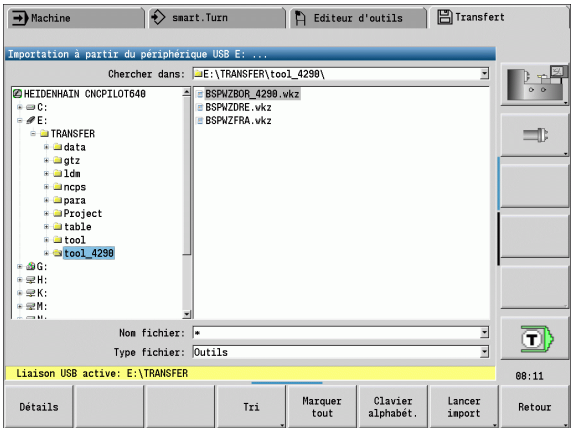 Machine
smart.Turn
Editeur d'outils
Transfert
Importation à partir du périphérique USB E: ...
Chercher dans: E:\TRANSFER\tool_4290\
HEIDENHAIN CNCPILOT640
C:
E:
TRANSFER
data
gtz
ldm
ncps
para
Project
table
tool
tool_4290
G:
H:
K:
M:
BSPWZBOR_4290.wkz
BSPWZDRE.wkz
BSPWZFRA.wkz
Nom fichier: *
Type fichier: Outils
Liaison USB active: E:\TRANSFER
T
08:11
Détails
Tri
Marquer tout
Clavier alphabét.
Lancer import
Retour